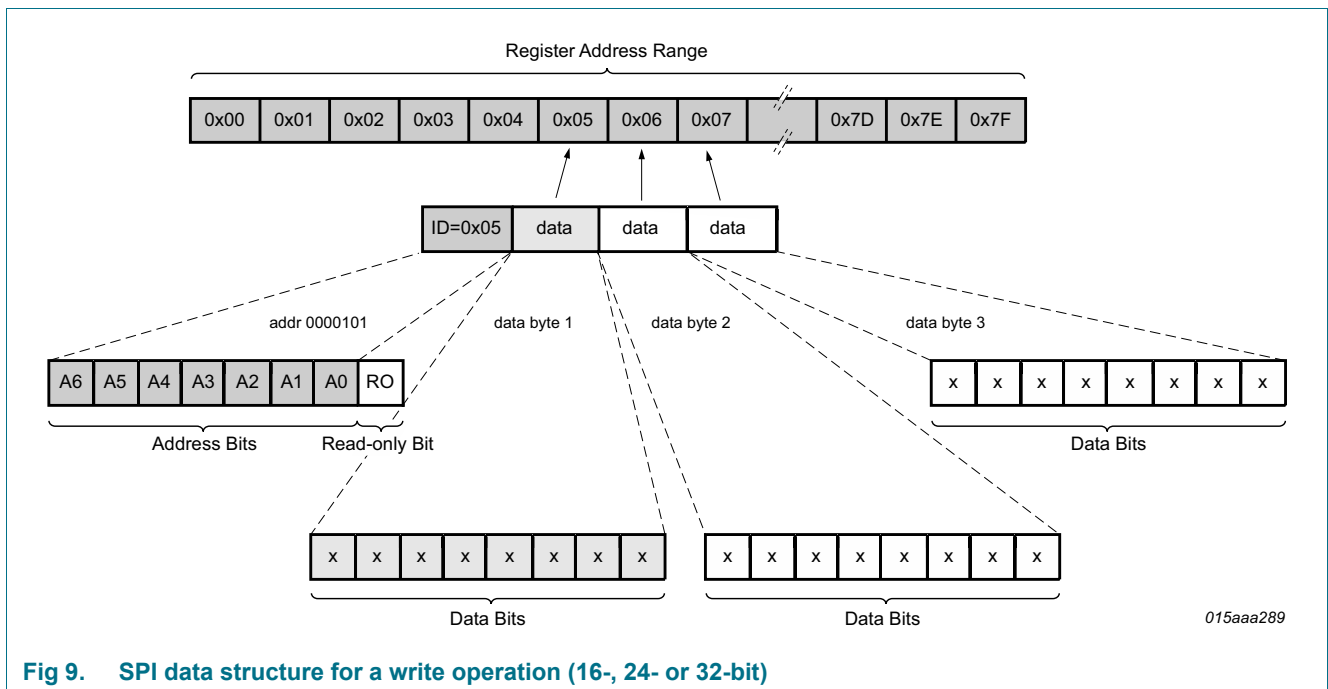 Register Address Range
0x00 0x01 0x02 0x03 0x04 0x05 0x06 0x07 0x7D 0x7E 0x7F
ID=0x05 data data data
addr 0000101 data byte 1 data byte 2 data byte 3
A6 A5 A4 A3 A2 A1 A0 RO x x x x x x x x
Address Bits Read-only Bit Data Bits
x x x x x x x x x x x x x x x x
Data Bits Data Bits 015aaa289
Fig 9. SPI data structure for a write operation (16-, 24- or 32-bit)